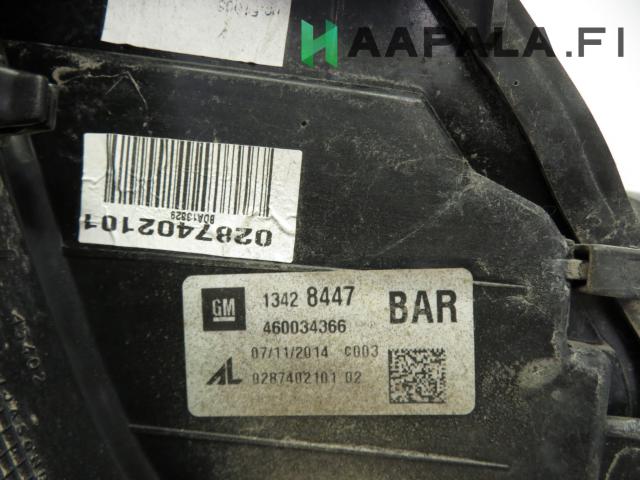 HAAPALA.FI
0287402101
BDA13829
GM 1342 8447 BAR
460034366
07/11/2014 C003
AL 0287402101 02